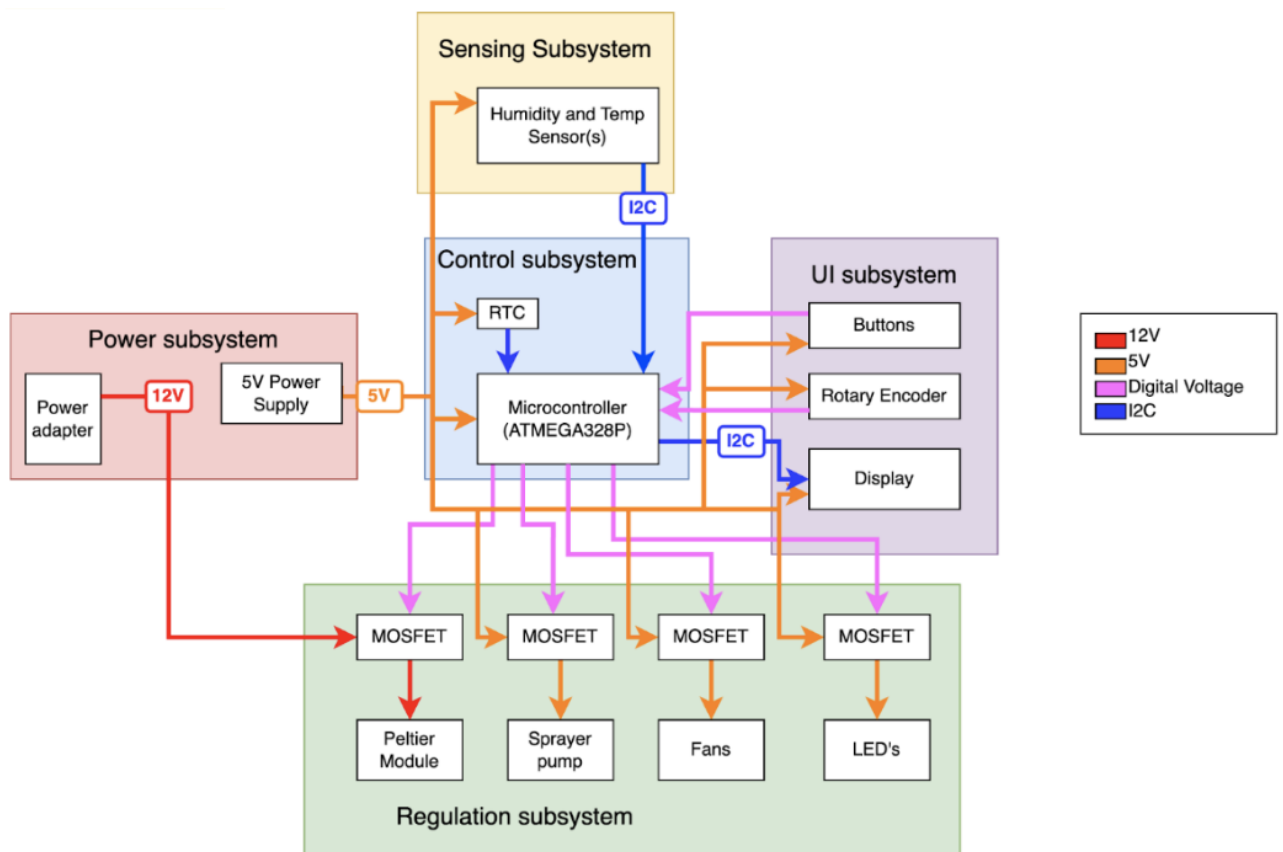 Sensing Subsystem
Humidity and Temp
Sensor(s)
I2C
Control subsystem
RTC
Microcontroller
(ATMEGA328P)
I2C
UI subsystem
Buttons
Rotary Encoder
Display
Power subsystem
Power
adapter
12V
5V Power
Supply
5V
12V
5V
Digital Voltage
I2C
MOSFET
MOSFET
MOSFET
MOSFET
Peltier
Module
Sprayer
pump
Fans
LED's
Regulation subsystem